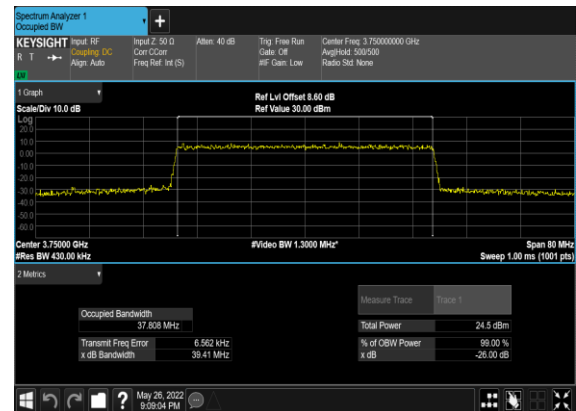 Spectrum Analyzer 1
Occupied BW
KEYSIGHT
R T
LW
Input: RF
Coupling: DC
Align: Auto
Input Z: 50 Ω
Corr CCorr
Freq Ref: Int (S)
Atten: 40 dB
Trig: Free Run
Gate: Off
#IF Gain: Low
Center Freq: 3.750000000 GHz
Avg|Hold: 500/500
Radio Std: None
1 Graph
Scale/Div 10.0 dB
Ref Lvl Offset 8.60 dB
Ref Value 30.00 dBm
Log
20.0
10.0
0.00
-10.0
-20.0
-30.0
-40.0
-50.0
-60.0
Center 3.75000 GHz
#Res BW 430.00 kHz
#Video BW 1.3000 MHz*
Span 80 MHz
Sweep 1.00 ms (1001 pts)
2 Metrics
Measure Trace Trace 1
Occupied Bandwidth
37.808 MHz
Total Power 24.5 dBm
Transmit Freq Error 6.562 kHz
% of OBW Power 99.00 %
x dB Bandwidth 39.41 MHz
x dB -26.00 dB
May 26, 2022
9:09:04 PM